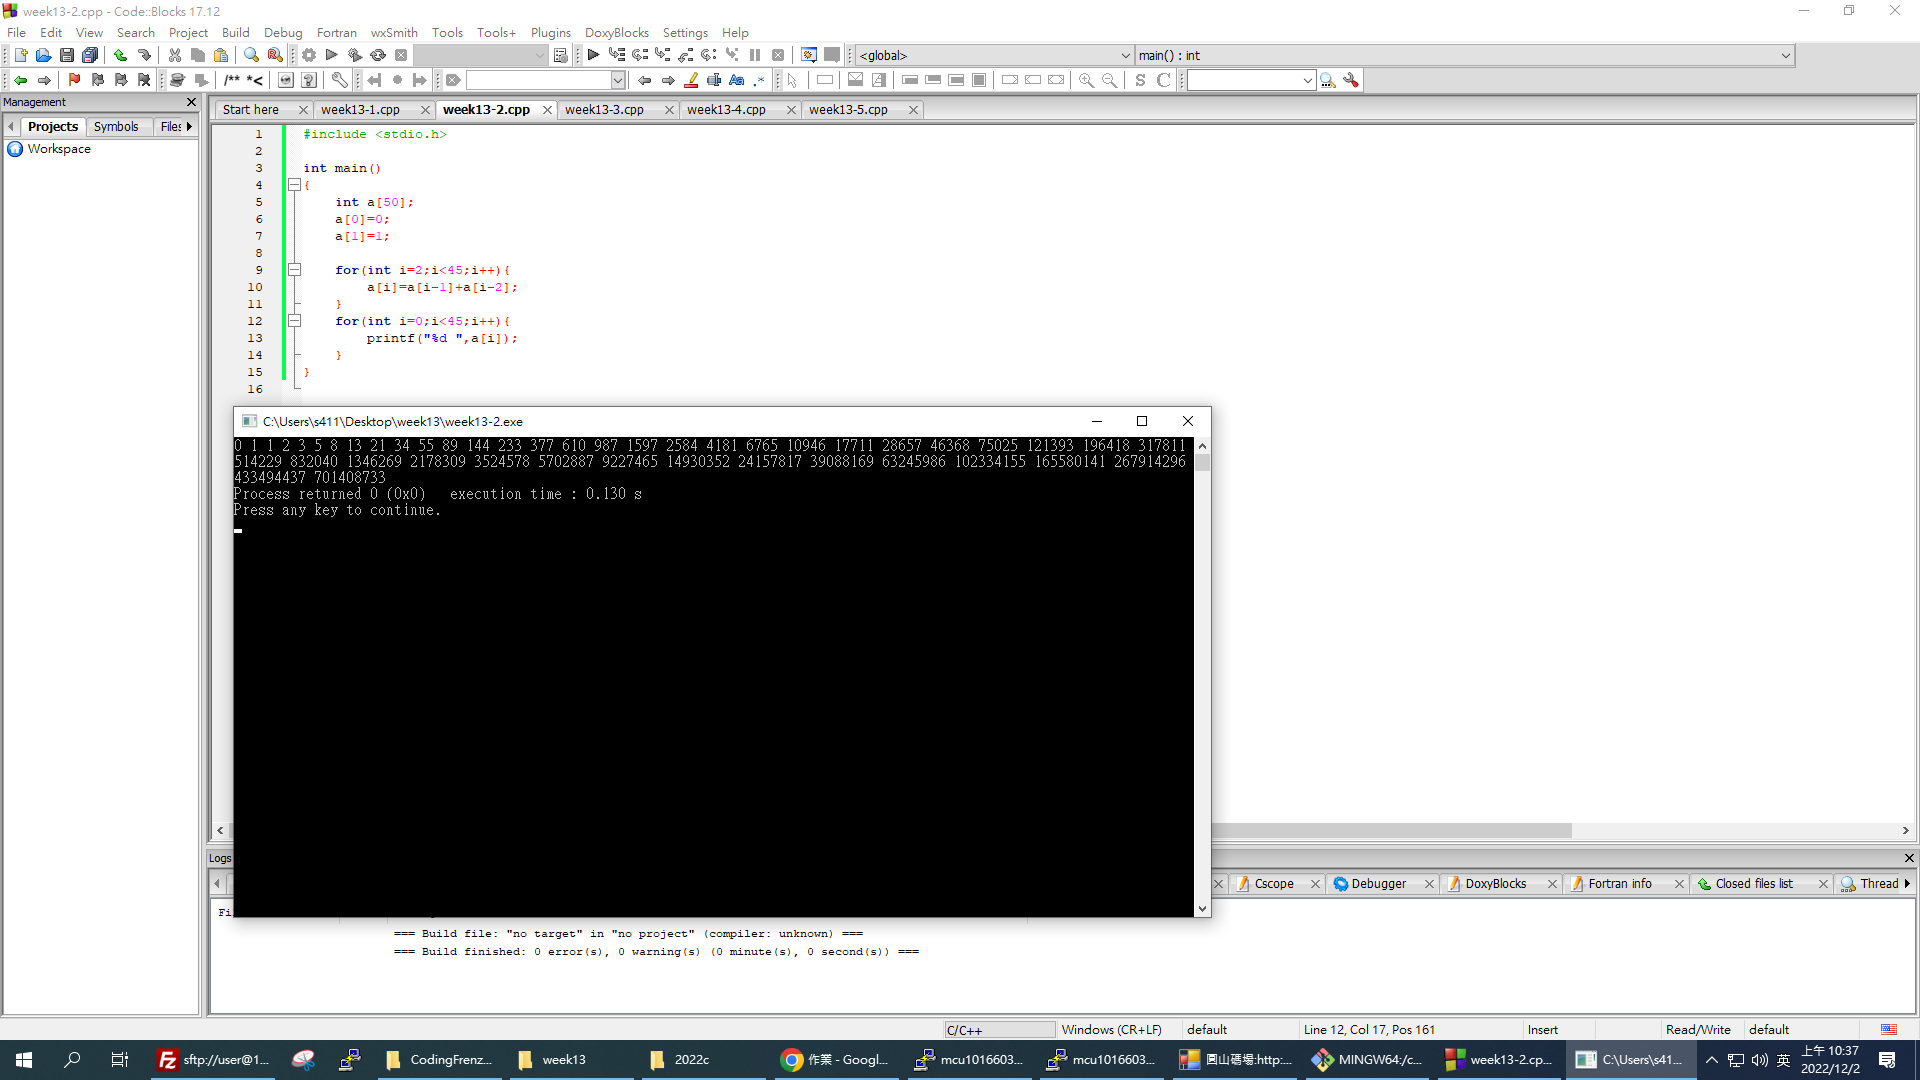 week13-2.cpp - Code::Blocks 17.12
File Edit View Search Project Build Debug Fortran wxSmith Tools Tools+ Plugins DoxyBlocks Settings Help
<global> main() : int
/** *< Aa .* S C
Management
Start here week13-1.cpp week13-2.cpp week13-3.cpp week13-4.cpp week13-5.cpp
Projects Symbols Files
Workspace
1 #include <stdio.h>
2
3 int main()
4 {
5 int a[50];
6 a[0]=0;
7 a[1]=1;
8
9 for(int i=2;i<45;i++){
10 a[i]=a[i-1]+a[i-2];
11 }
12 for(int i=0;i<45;i++){
13 printf("%d ",a[i]);
14 }
15 }
16
C:\Users\s411\Desktop\week13\week13-2.exe
0 1 1 2 3 5 8 13 21 34 55 89 144 233 377 610 987 1597 2584 4181 6765 10946 17711 28657 46368 75025 121393 196418 317811
514229 832040 1346269 2178309 3524578 5702887 9227465 14930352 24157817 39088169 63245986 102334155 165580141 267914296
433494437 701408733
Process returned 0 (0x0) execution time : 0.130 s
Press any key to continue.
Logs
Cscope Debugger DoxyBlocks Fortran info Closed files list Thread
Fi
=== Build file: "no target" in "no project" (compiler: unknown) ===
=== Build finished: 0 error(s), 0 warning(s) (0 minute(s), 0 second(s)) ===
C/C++ Windows (CR+LF) default Line 12, Col 17, Pos 161 Insert Read/Write default
sftp://user@1... CodingFrenz... week13 2022c 作業 - Googl... mcu1016603... mcu1016603... 圓山碼場:http:... MINGW64:/c... week13-2.cp... C:\Users\s41... 英 上午 10:37
2022/12/2